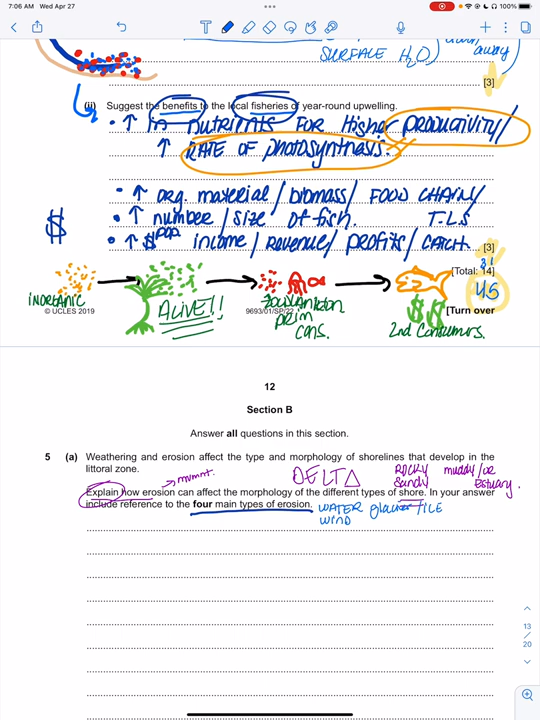 7:06 AM Wed Apr 27
100%
SURFACE H2O)
away
[3]
(ii) Suggest the benefits to the local fisheries of year-round upwelling.
• ↑ in nutrients FOR Higher PRODUCTIVITY/
↑ RATE OF photosynthesis.
• ↑ org. material / biomass / FOOD CHAIN /
• ↑ number / size of fish. T.L.S
$ • ↑ $ income / Revenue / profits / CATCH [3]
[Total: 14]
INORGANIC
ALIVE!!
zooplankton
prim
cons.
2nd Consumers.
45
© UCLES 2019
9693/01/SP/22
[Turn over
12
Section B
Answer all questions in this section.
5 (a) Weathering and erosion affect the type and morphology of shorelines that develop in the
littoral zone.
mvmnt.
DELTA
ROCKY
Sandy
muddy/or
Estuary.
Explain how erosion can affect the morphology of the different types of shore. In your answer
include reference to the four main types of erosion.
WATER glacier/ICE
WIND
13
/
20